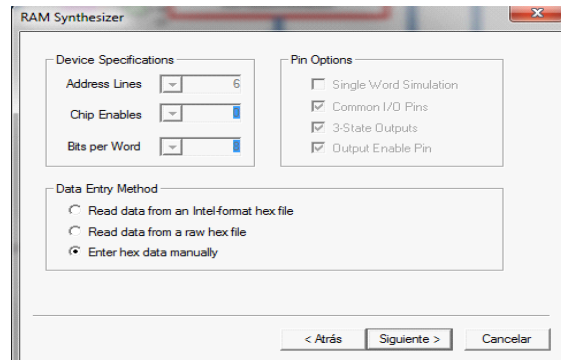 RAM Synthesizer
Device Specifications
Address Lines 6
Chip Enables
Bits per Word
Pin Options
Single Word Simulation
Common I/O Pins
3-State Outputs
Output Enable Pin
Data Entry Method
Read data from an Intel-format hex file
Read data from a raw hex file
Enter hex data manually
< Atrás Siguiente > Cancelar